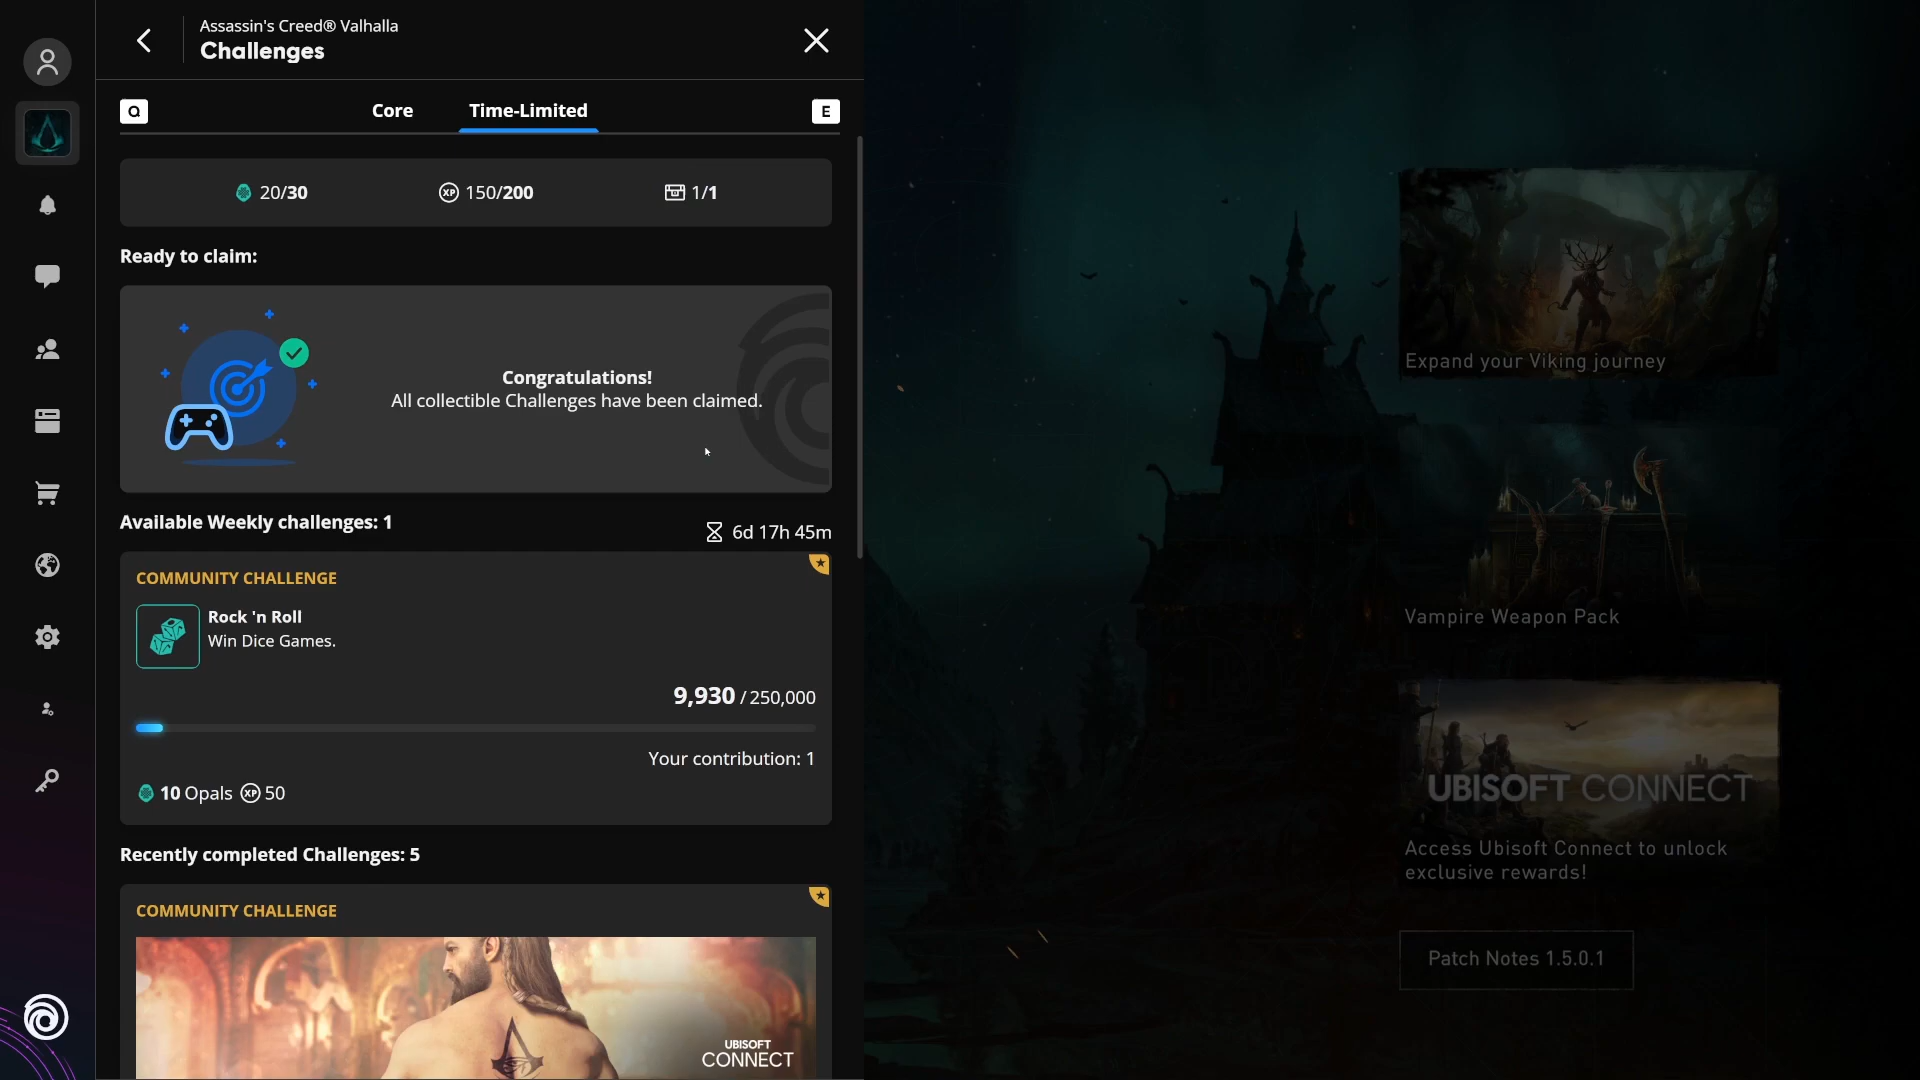 Assassin's Creed® Valhalla
Challenges
Q
Core
Time-Limited
E
20/30
XP 150/200
1/1
Ready to claim:
Congratulations!
All collectible Challenges have been claimed.
Available Weekly challenges: 1
6d 17h 45m
COMMUNITY CHALLENGE
Rock 'n Roll
Win Dice Games.
9,930 / 250,000
Your contribution: 1
10 Opals XP 50
Recently completed Challenges: 5
COMMUNITY CHALLENGE
UBISOFT
CONNECT
Expand your Viking journey
Vampire Weapon Pack
UBISOFT CONNECT
Access Ubisoft Connect to unlock
exclusive rewards!
Patch Notes 1.5.0.1